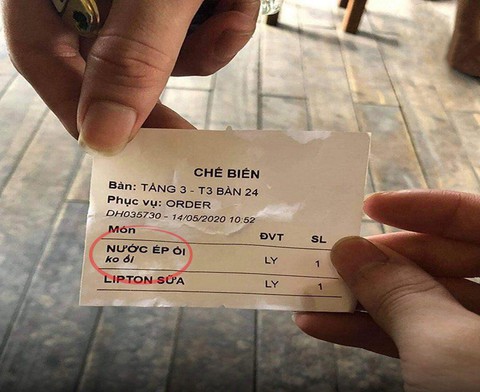 CHẾ BIẾN
Bàn: TẦNG 3 - T3 BÀN 24
Phục vụ: ORDER
DH035730 - 14/05/2020 10:52
Món ĐVT SL
NƯỚC ÉP ỔI LY 1
ko ổi
LIPTON SỮA LY 1